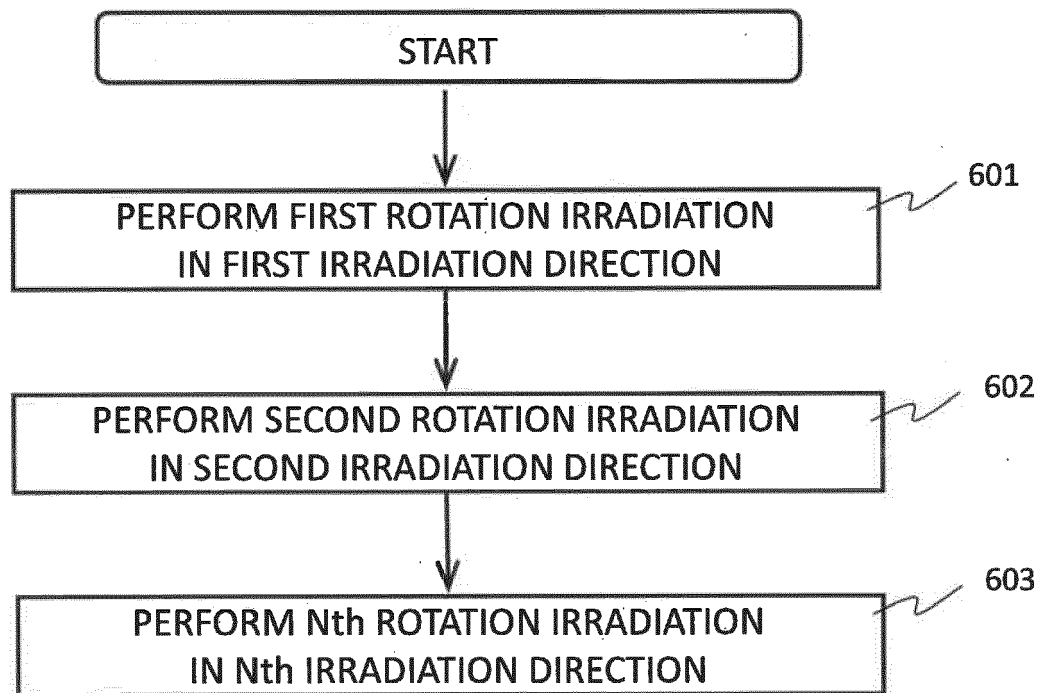 START
601
PERFORM FIRST ROTATION IRRADIATION
IN FIRST IRRADIATION DIRECTION
602
PERFORM SECOND ROTATION IRRADIATION
IN SECOND IRRADIATION DIRECTION
603
PERFORM Nth ROTATION IRRADIATION
IN Nth IRRADIATION DIRECTION